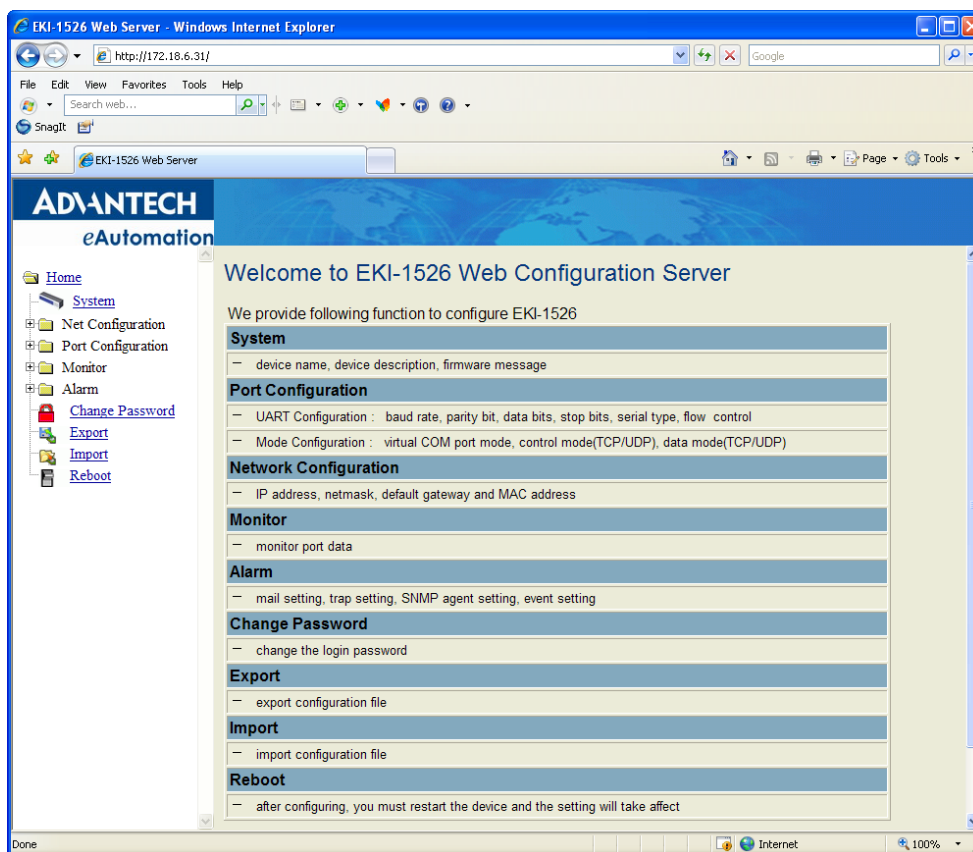 EKI-1526 Web Server - Windows Internet Explorer
http://172.18.6.31/
Google
File Edit View Favorites Tools Help
Search web...
SnagIt
EKI-1526 Web Server
Page Tools
ADVANTECH
eAutomation
Home
System
Net Configuration
Port Configuration
Monitor
Alarm
Change Password
Export
Import
Reboot
Welcome to EKI-1526 Web Configuration Server
We provide following function to configure EKI-1526
System
– device name, device description, firmware message
Port Configuration
– UART Configuration : baud rate, parity bit, data bits, stop bits, serial type, flow control
– Mode Configuration : virtual COM port mode, control mode(TCP/UDP), data mode(TCP/UDP)
Network Configuration
– IP address, netmask, default gateway and MAC address
Monitor
– monitor port data
Alarm
– mail setting, trap setting, SNMP agent setting, event setting
Change Password
– change the login password
Export
– export configuration file
Import
– import configuration file
Reboot
– after configuring, you must restart the device and the setting will take affect
Done
Internet
100%